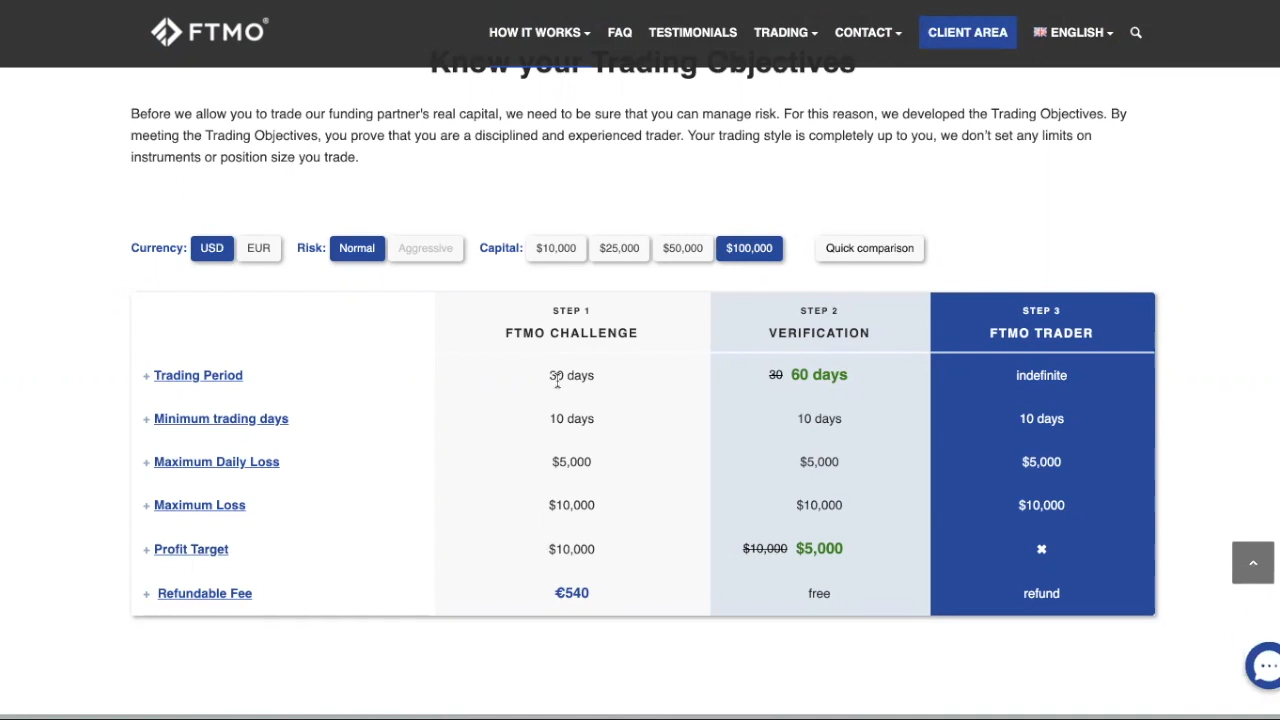 FTMO®
HOW IT WORKS FAQ TESTIMONIALS TRADING CONTACT CLIENT AREA ENGLISH
Know your Trading Objectives
Before we allow you to trade our funding partner's real capital, we need to be sure that you can manage risk. For this reason, we developed the Trading Objectives. By
meeting the Trading Objectives, you prove that you are a disciplined and experienced trader. Your trading style is completely up to you, we don't set any limits on
instruments or position size you trade.
Currency: USD EUR Risk: Normal Aggressive Capital: $10,000 $25,000 $50,000 $100,000 Quick comparison
STEP 1 STEP 2 STEP 3
FTMO CHALLENGE VERIFICATION FTMO TRADER
+ Trading Period 30 days 30 60 days indefinite
+ Minimum trading days 10 days 10 days 10 days
+ Maximum Daily Loss $5,000 $5,000 $5,000
+ Maximum Loss $10,000 $10,000 $10,000
+ Profit Target $10,000 $10,000 $5,000 ✖
+ Refundable Fee €540 free refund